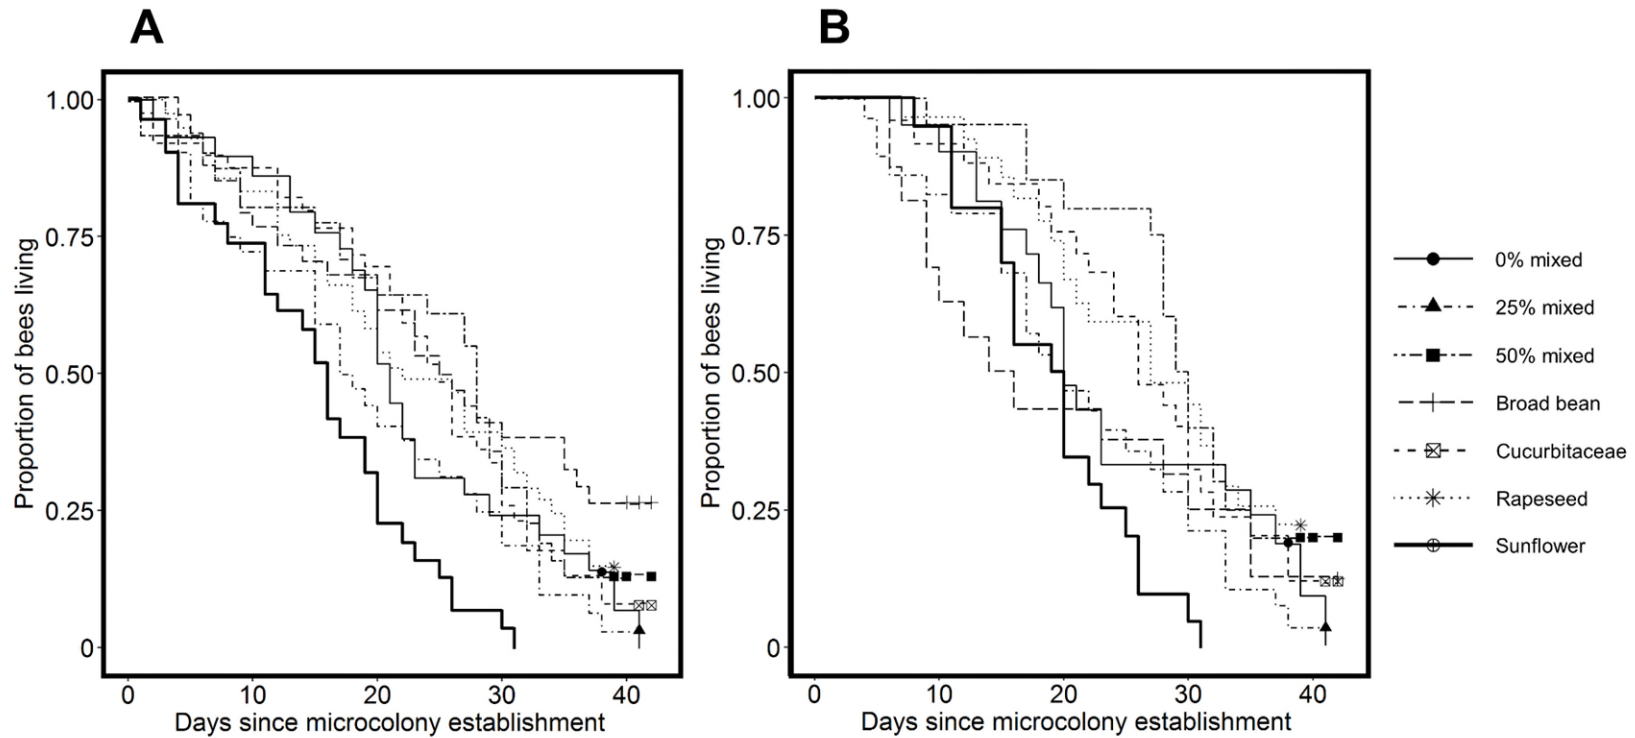 A
B
Proportion of bees living
1.00
0.75
0.50
0.25
0
0 10 20 30 40
Days since microcolony establishment
Proportion of bees living
1.00
0.75
0.50
0.25
0
0 10 20 30 40
Days since microcolony establishment
0% mixed
25% mixed
50% mixed
Broad bean
Cucurbitaceae
Rapeseed
Sunflower